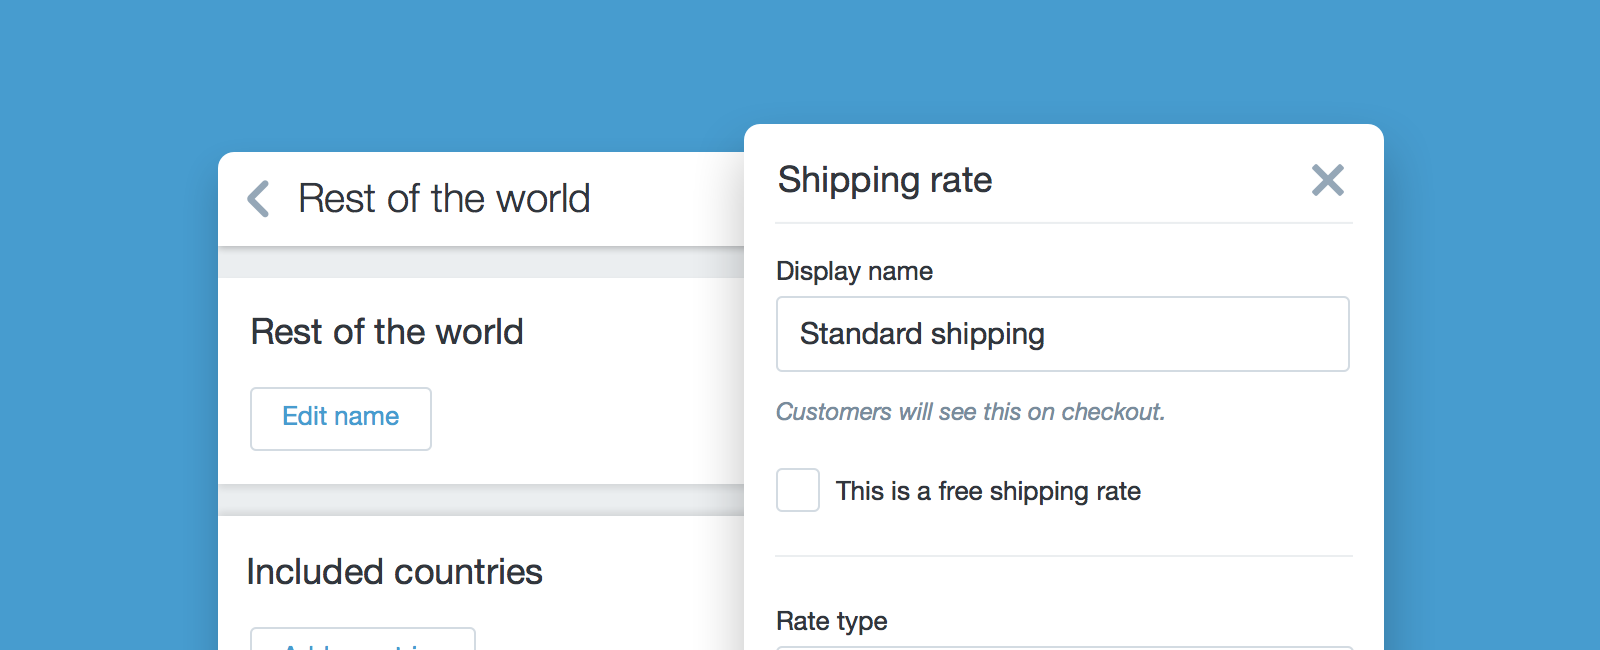 Rest of the world
Rest of the world
Edit name
Included countries
Shipping rate
Display name
Standard shipping
Customers will see this on checkout.
This is a free shipping rate
Rate type